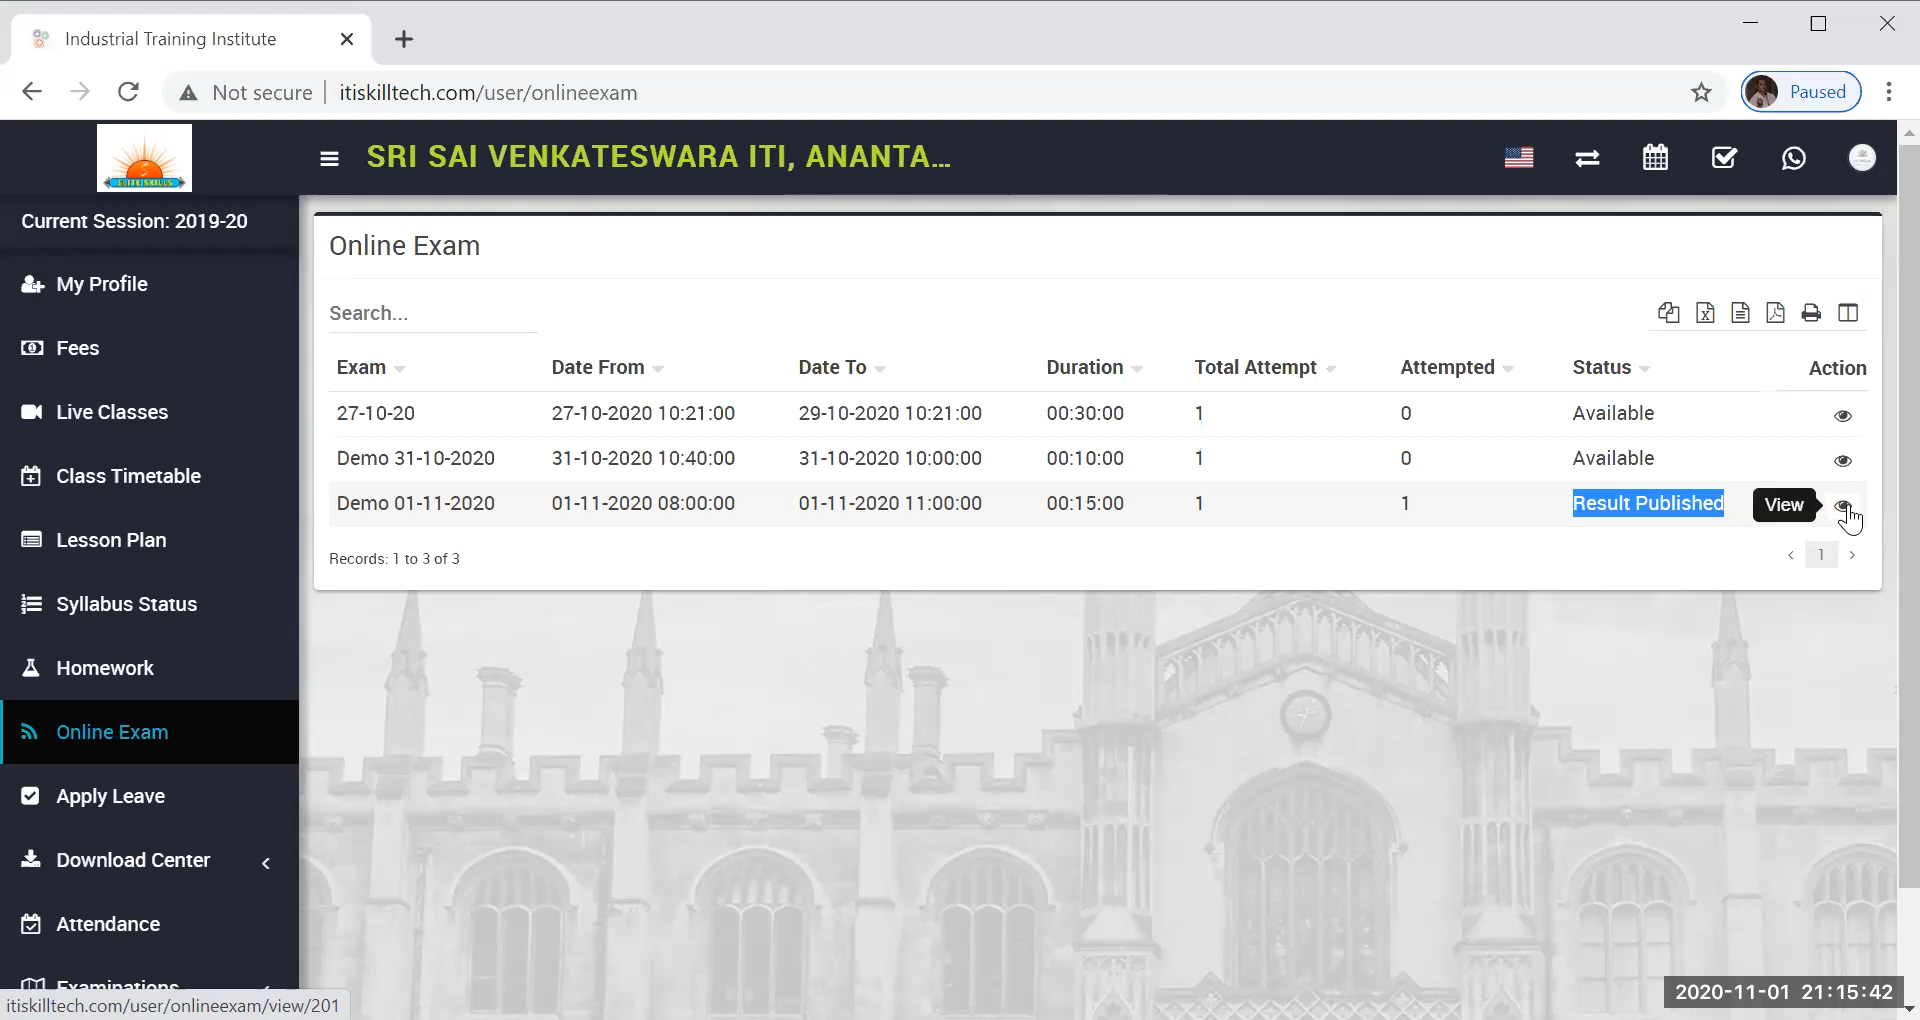 Industrial Training Institute
Not secure
itiskilltech.com/user/onlineexam
Paused
SRI SAI VENKATESWARA ITI, ANANTA...
Current Session: 2019-20
My Profile
Fees
Live Classes
Class Timetable
Lesson Plan
Syllabus Status
Homework
Online Exam
Apply Leave
Download Center
Attendance
Examinations
Online Exam
Search...
Exam Date From Date To Duration Total Attempt Attempted Status Action
27-10-20 27-10-2020 10:21:00 29-10-2020 10:21:00 00:30:00 1 0 Available
Demo 31-10-2020 31-10-2020 10:40:00 31-10-2020 10:00:00 00:10:00 1 0 Available
Demo 01-11-2020 01-11-2020 08:00:00 01-11-2020 11:00:00 00:15:00 1 1 Result Published View
Records: 1 to 3 of 3
1
itiskilltech.com/user/onlineexam/view/201
2020-11-01 21:15:42